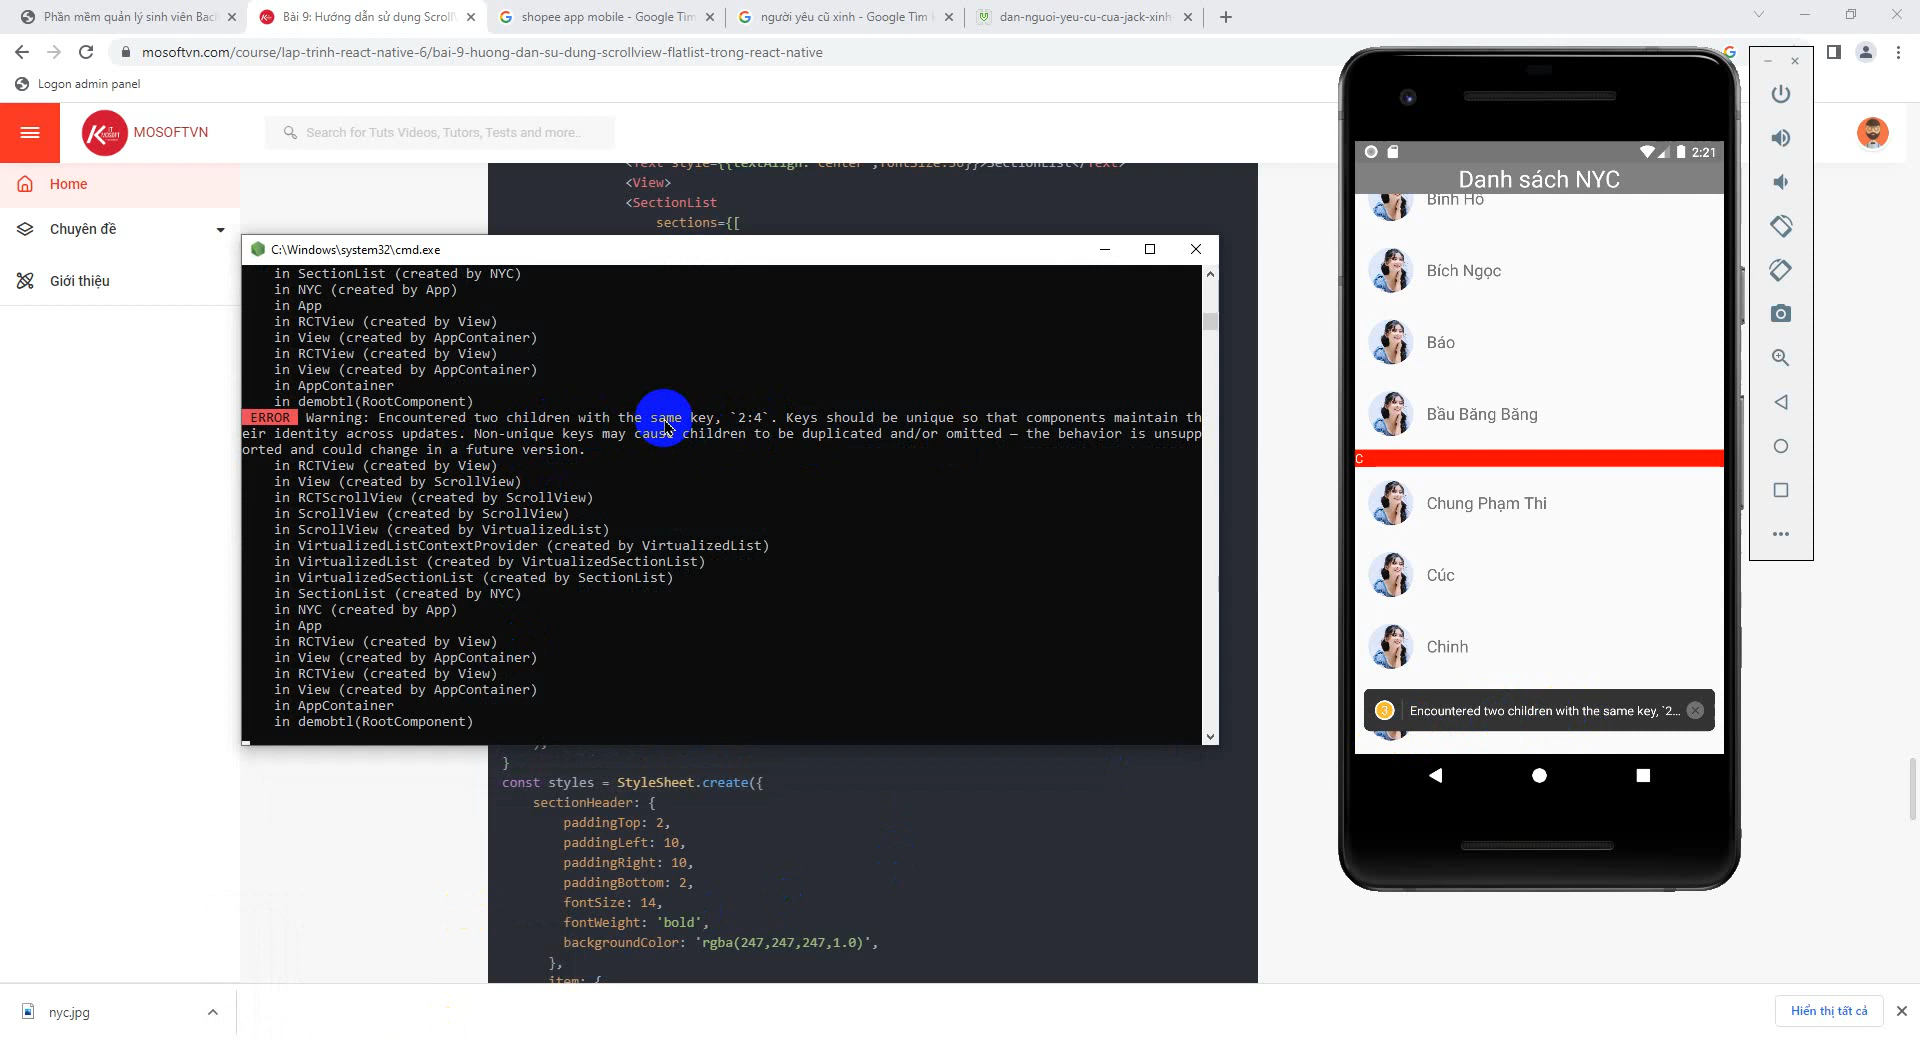 Phần mềm quản lý sinh viên Bacl
Bài 9: Hướng dẫn sử dụng Scroll
shopee app mobile - Google Tìm
người yêu cũ xinh - Google Tìm
dan-nguoi-yeu-cu-cua-jack-xinh
mosoftvn.com/course/lap-trinh-react-native-6/bai-9-huong-dan-su-dung-scrollview-flatlist-trong-react-native
Logon admin panel
MOSOFTVN
Search for Tuts Videos, Tutors, Tests and more..
Home
Chuyên đề
Giới thiệu
<Text style={{textAlign:'center',fontSize:30}}>SectionList</Text>
<View>
<SectionList
sections={[
C:\Windows\system32\cmd.exe
in SectionList (created by NYC)
in NYC (created by App)
in App
in RCTView (created by View)
in View (created by AppContainer)
in RCTView (created by View)
in View (created by AppContainer)
in AppContainer
in demobtl(RootComponent)
ERROR Warning: Encountered two children with the same key, `2:4`. Keys should be unique so that components maintain th
eir identity across updates. Non-unique keys may cause children to be duplicated and/or omitted — the behavior is unsupp
orted and could change in a future version.
in RCTView (created by View)
in View (created by ScrollView)
in RCTScrollView (created by ScrollView)
in ScrollView (created by ScrollView)
in ScrollView (created by VirtualizedList)
in VirtualizedListContextProvider (created by VirtualizedList)
in VirtualizedList (created by VirtualizedSectionList)
in VirtualizedSectionList (created by SectionList)
in SectionList (created by NYC)
in NYC (created by App)
in App
in RCTView (created by View)
in View (created by AppContainer)
in RCTView (created by View)
in View (created by AppContainer)
in AppContainer
in demobtl(RootComponent)
);
}
const styles = StyleSheet.create({
sectionHeader: {
paddingTop: 2,
paddingLeft: 10,
paddingRight: 10,
paddingBottom: 2,
fontSize: 14,
fontWeight: 'bold',
backgroundColor: 'rgba(247,247,247,1.0)',
},
item: {
2:21
Danh sách NYC
Bình Hồ
Bích Ngọc
Báo
Bầu Băng Băng
C
Chung Phạm Thi
Cúc
Chinh
3 Encountered two children with the same key, `2...
nyc.jpg
Hiển thị tất cả